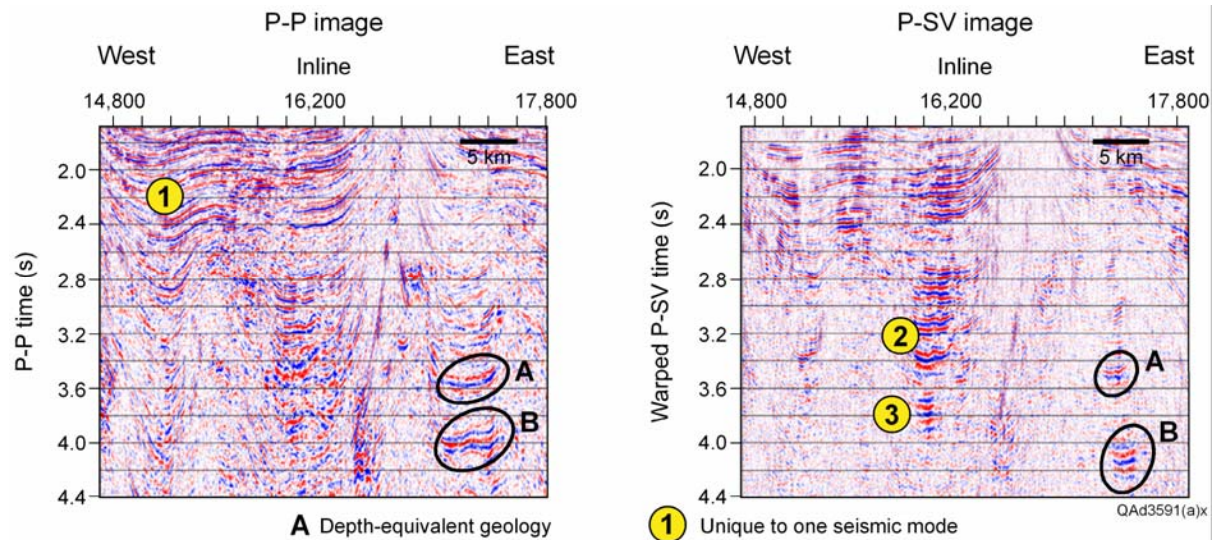 P-P image
West East
Inline
14,800 16,200 17,800
P-P time (s)
2.0
2.4
2.8
3.2
3.6
4.0
4.4
5 km
1
A
B
P-SV image
West East
Inline
14,800 16,200 17,800
Warped P-SV time (s)
2.0
2.4
2.8
3.2
3.6
4.0
4.4
5 km
2
3
A
B
QAd3591(a)x
A Depth-equivalent geology
1 Unique to one seismic mode